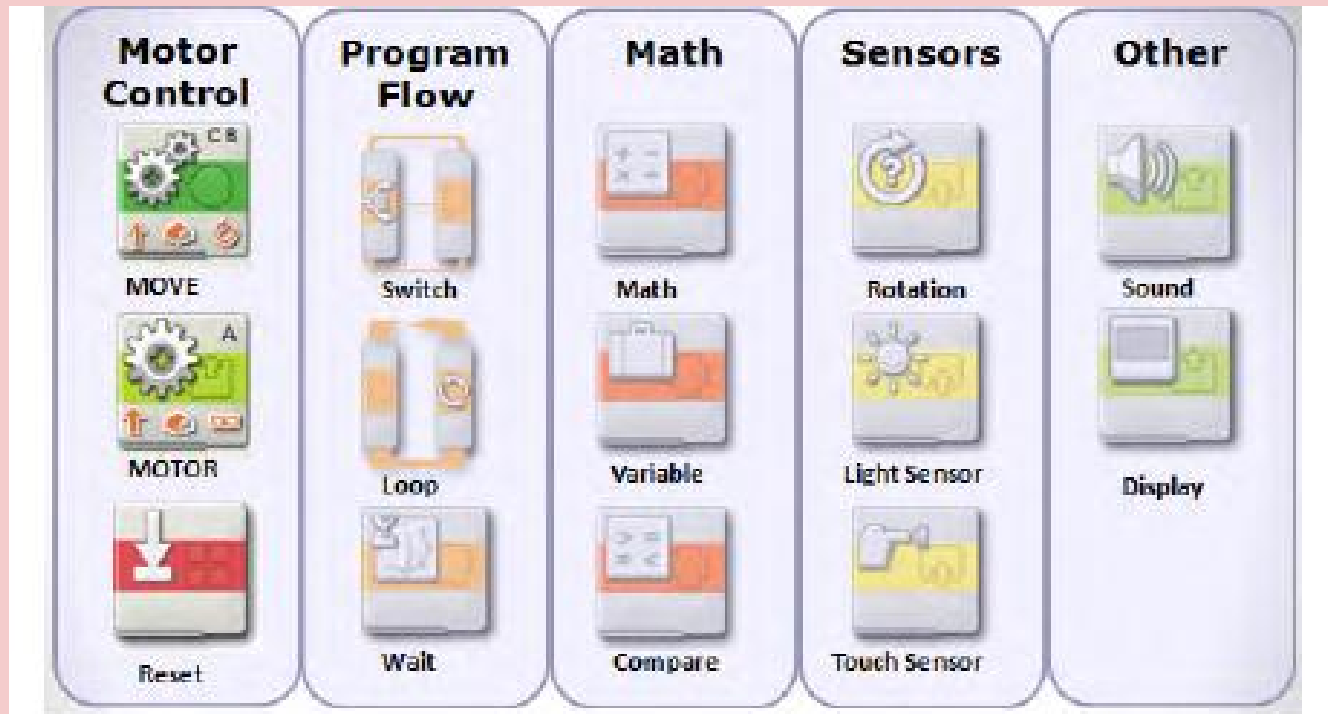 Motor
Control
C B
MOVE
A
MOTOR
Reset
Program
Flow
Switch
Loop
Wait
Math
Math
Variable
Compare
Sensors
Rotation
Light Sensor
Touch Sensor
Other
Sound
Display